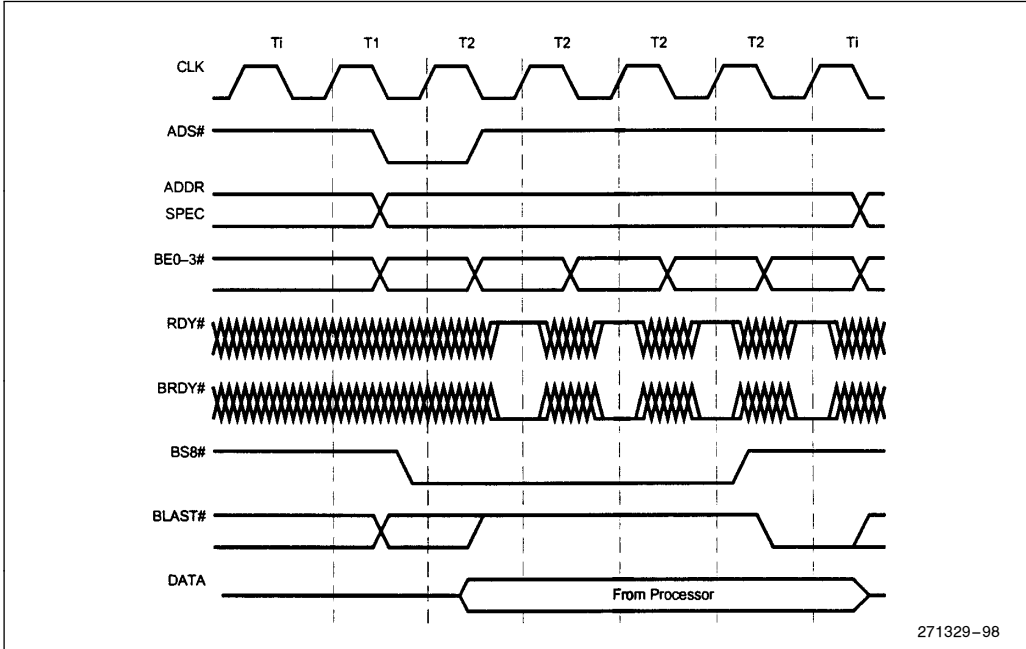 Ti T1 T2 T2 T2 T2 Ti
CLK
ADS#
ADDR
SPEC
BE0–3#
RDY#
BRDY#
BS8#
BLAST#
DATA
From Processor
271329–98